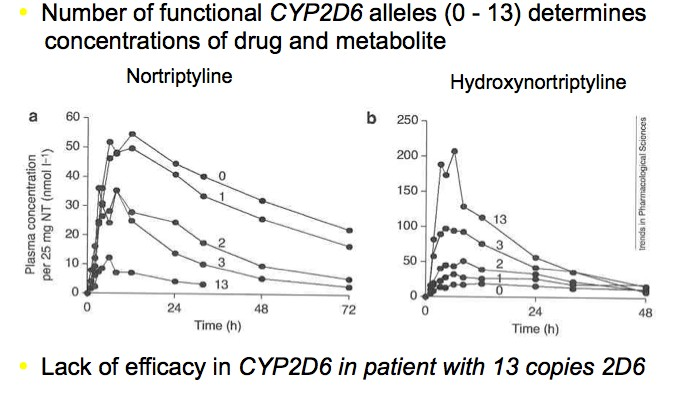 • Number of functional CYP2D6 alleles (0 - 13) determines
concentrations of drug and metabolite
Nortriptyline
Hydroxynortriptyline
a
Plasma concentration
per 25 mg NT (nmol l–1)
60
50
40
30
20
10
0
0
1
2
3
13
0 24 48 72
Time (h)
b
250
200
150
100
50
0
13
3
2
1
0
0 24 48
Time (h)
trends in Pharmacological Sciences
• Lack of efficacy in CYP2D6 in patient with 13 copies 2D6